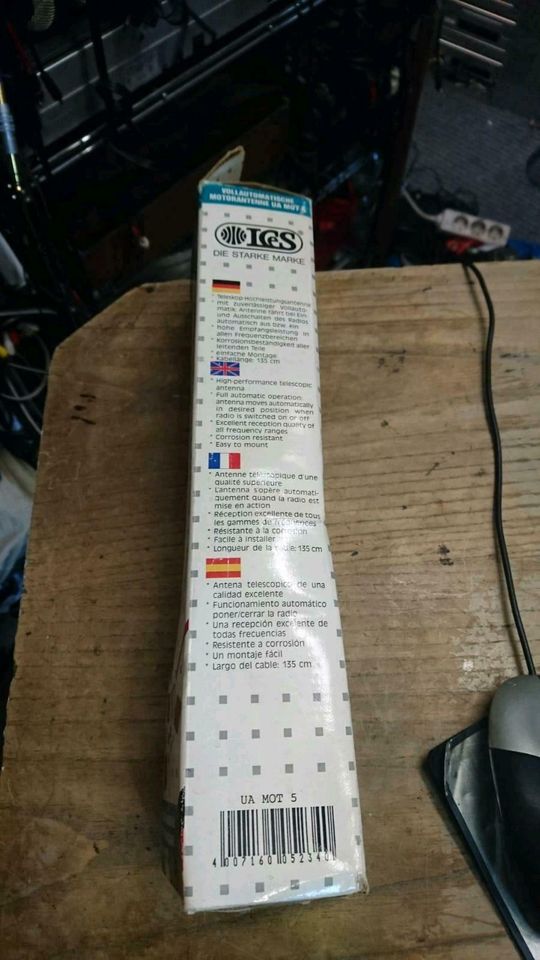 VOLLAUTOMATISCHE
MOTORANTENNE UA MOT 5
IGeS
DIE STARKE MARKE
* Teleskop Hochleistungsantenne
* mit zuverlässiger Vollauto-
matik: Antenne fährt bei Ein-
und Ausschalten des Radios
automatisch aus bzw. ein
* hohe Empfangsleistung in
allen Frequenzbereichen
* Korrosionsbeständigkeit aller
leitenden Teile
* einfache Montage
* Kabellänge: 135 cm
* High-performance telescopic
antenna
* Full automatic operation:
antenna moves automatically
in desired position when
radio is switched on or off
* Excellent reception quality of
all frequency ranges
* Corrosion resistant
* Easy to mount
* Antenne télescopique d'une
qualité supérieure
* L'antenna s'opère automati-
quement quand la radio est
mise en action
* Réception excellente de tous
les gammes de fréquences
* Résistante à la corrosion
* Facile à installer
* Longueur de la cable: 135 cm
* Antena telescopico de una
calidad excelente
* Funcionamiento automático
poner/cerrar la radio
* Una recepción excelente de
todas frecuencias
* Resistente a corrosión
* Un montaje fácil
* Largo del cable: 135 cm
UA MOT 5
4 007160 052340